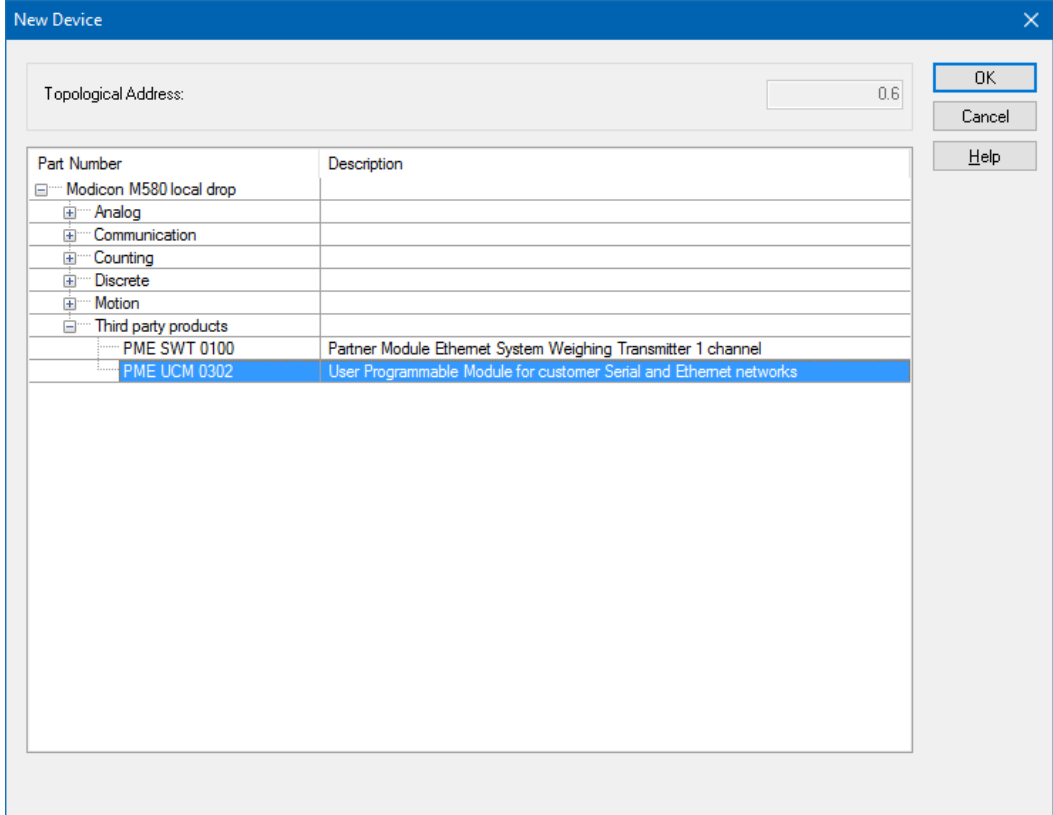 New Device
Topological Address: 0.6
OK
Cancel
Help
Part Number Description
Modicon M580 local drop
Analog
Communication
Counting
Discrete
Motion
Third party products
PME SWT 0100 Partner Module Ethernet System Weighing Transmitter 1 channel
PME UCM 0302 User Programmable Module for customer Serial and Ethernet networks